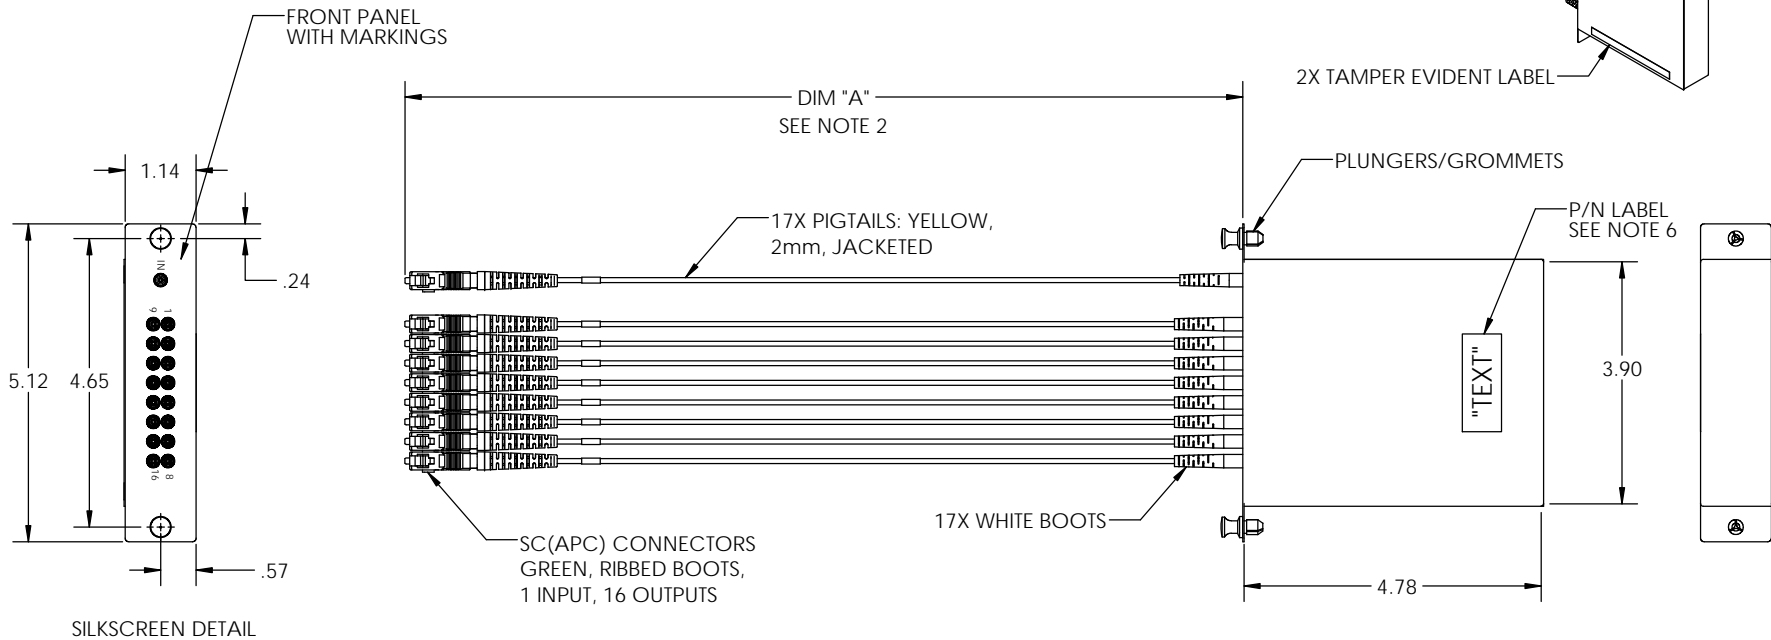 FRONT PANEL
WITH MARKINGS
2X TAMPER EVIDENT LABEL
DIM "A"
SEE NOTE 2
PLUNGERS/GROMMETS
1.14
17X PIGTAILS: YELLOW,
2mm, JACKETED
P/N LABEL
SEE NOTE 6
IN
.24
9 1
5.12
4.65
3.90
"TEXT"
16 8
17X WHITE BOOTS
SC(APC) CONNECTORS
GREEN, RIBBED BOOTS,
1 INPUT, 16 OUTPUTS
.57
4.78
SILKSCREEN DETAIL